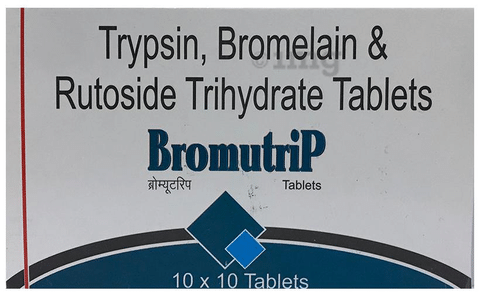 Trypsin, Bromelain &
Rutoside Trihydrate Tablets
BromutriP
ब्रोम्यूटरिप
Tablets
10 x 10 Tablets